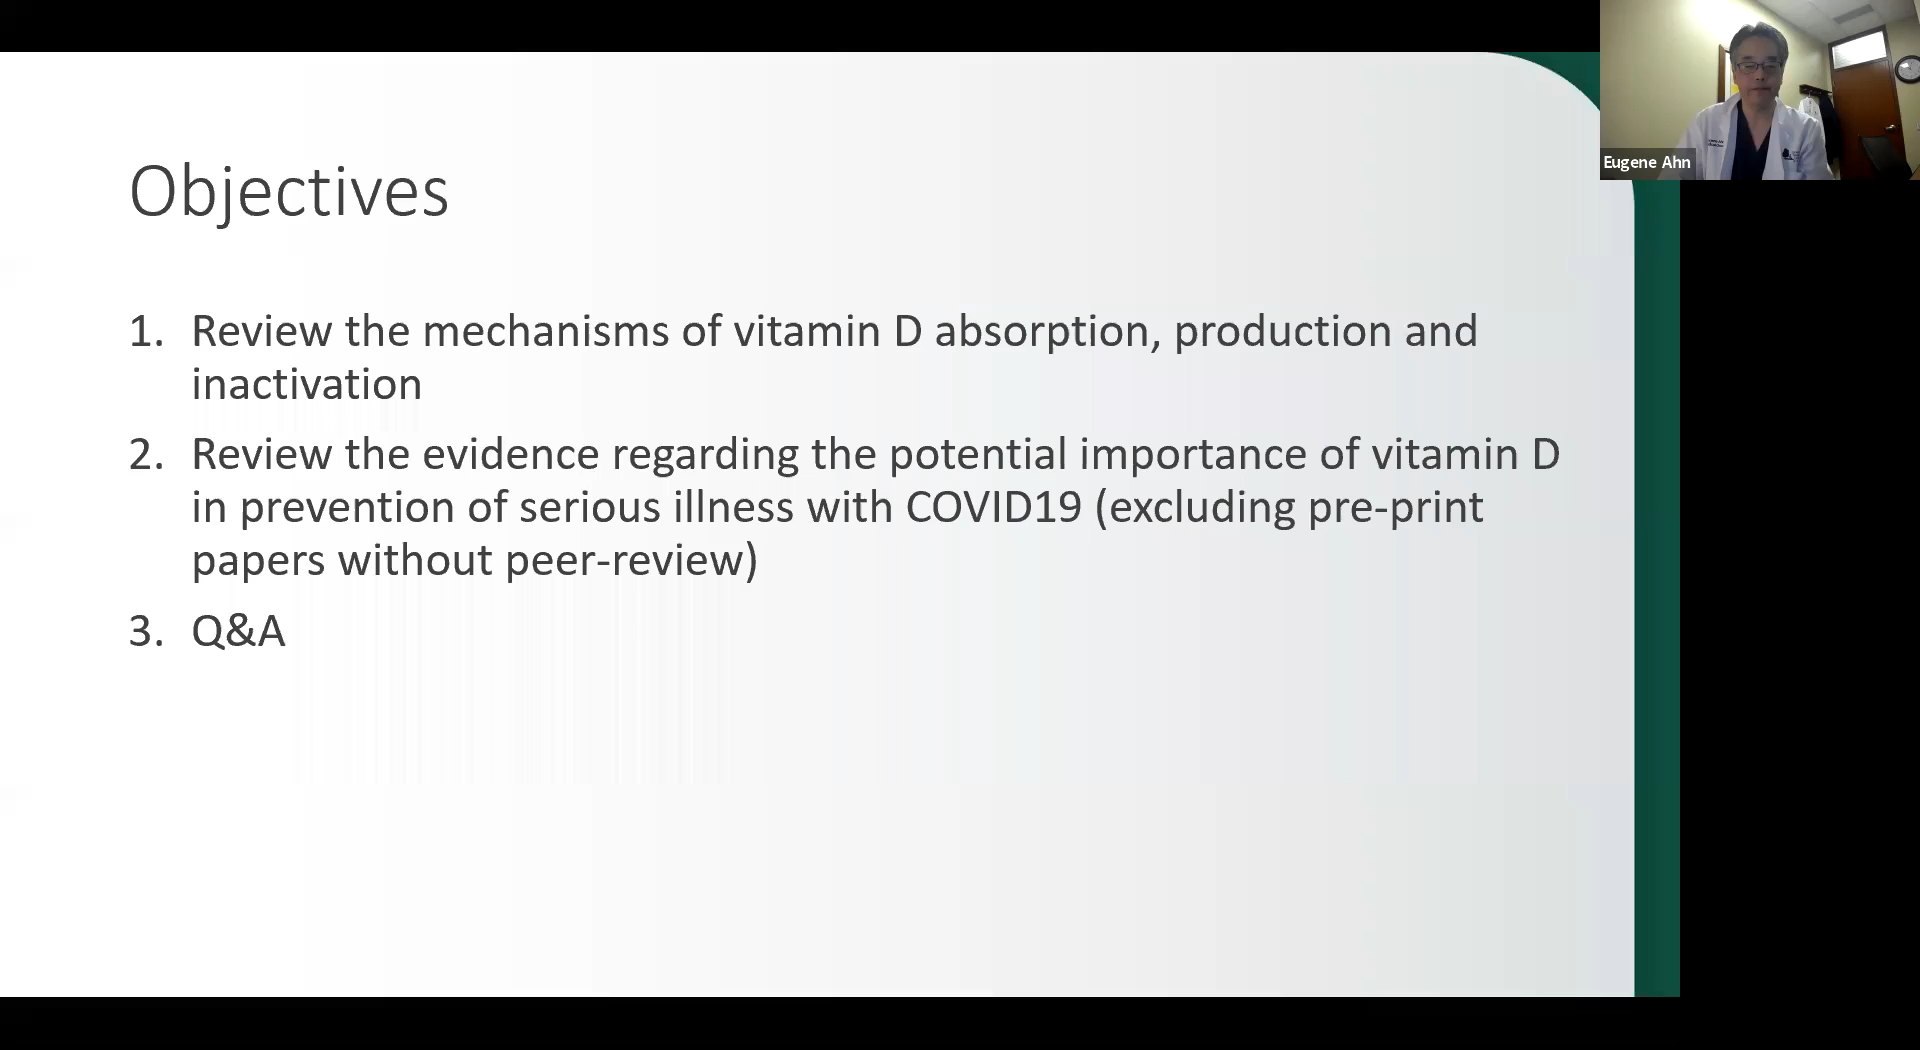 Objectives
1. Review the mechanisms of vitamin D absorption, production and
inactivation
2. Review the evidence regarding the potential importance of vitamin D
in prevention of serious illness with COVID19 (excluding pre-print
papers without peer-review)
3. Q&A
Eugene Ahn